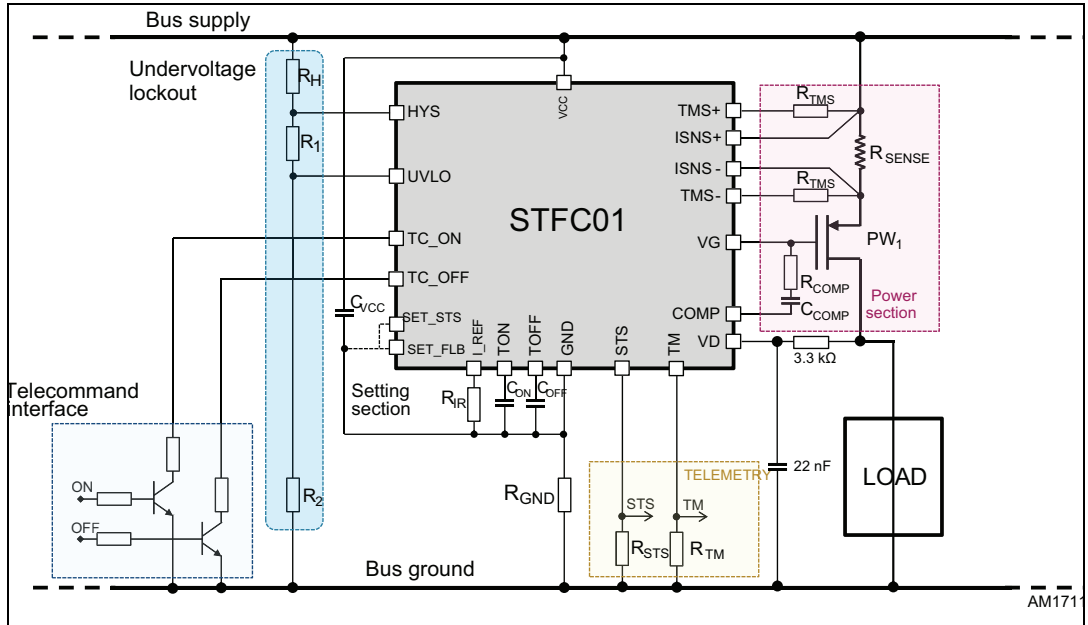 Bus supply
Undervoltage
lockout
RH
R1
R2
HYS
UVLO
TC_ON
TC_OFF
SET_STS
SET_FLB
CVCC
VCC
STFC01
TMS+
ISNS+
ISNS -
TMS-
VG
COMP
VD
I_REF
TON
TOFF
GND
STS
TM
RTMS
RSENSE
RTMS
PW1
RCOMP
CCOMP
Power
section
3.3 kΩ
Setting
section
RIR
CON
COFF
Telecommand
interface
ON
OFF
RGND
TELEMETRY
STS
TM
RSTS
RTM
22 nF
LOAD
Bus ground
AM1711